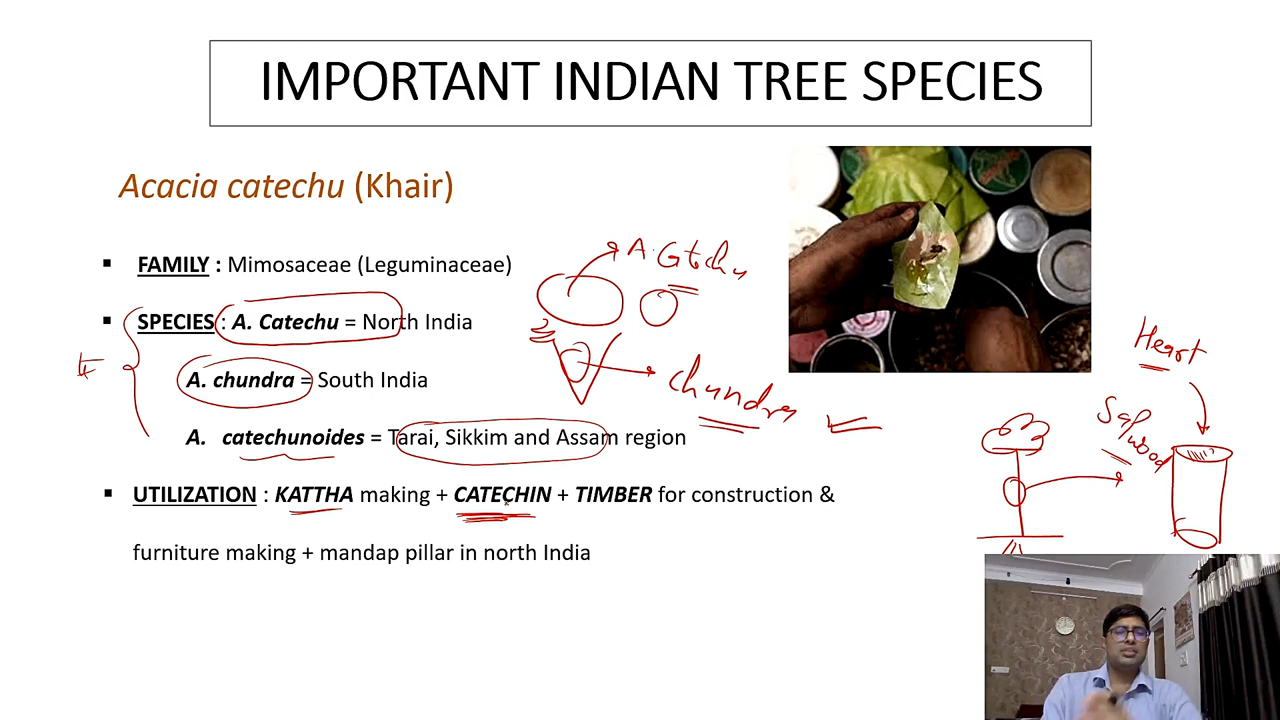 IMPORTANT INDIAN TREE SPECIES
Acacia catechu (Khair)
▪ FAMILY : Mimosaceae (Leguminaceae)
▪ SPECIES : A. Catechu = North India
A. chundra = South India
A. catechunoides = Tarai, Sikkim and Assam region
▪ UTILIZATION : KATTHA making + CATECHIN + TIMBER for construction &
furniture making + mandap pillar in north India
chundra
Heart
Sapwood